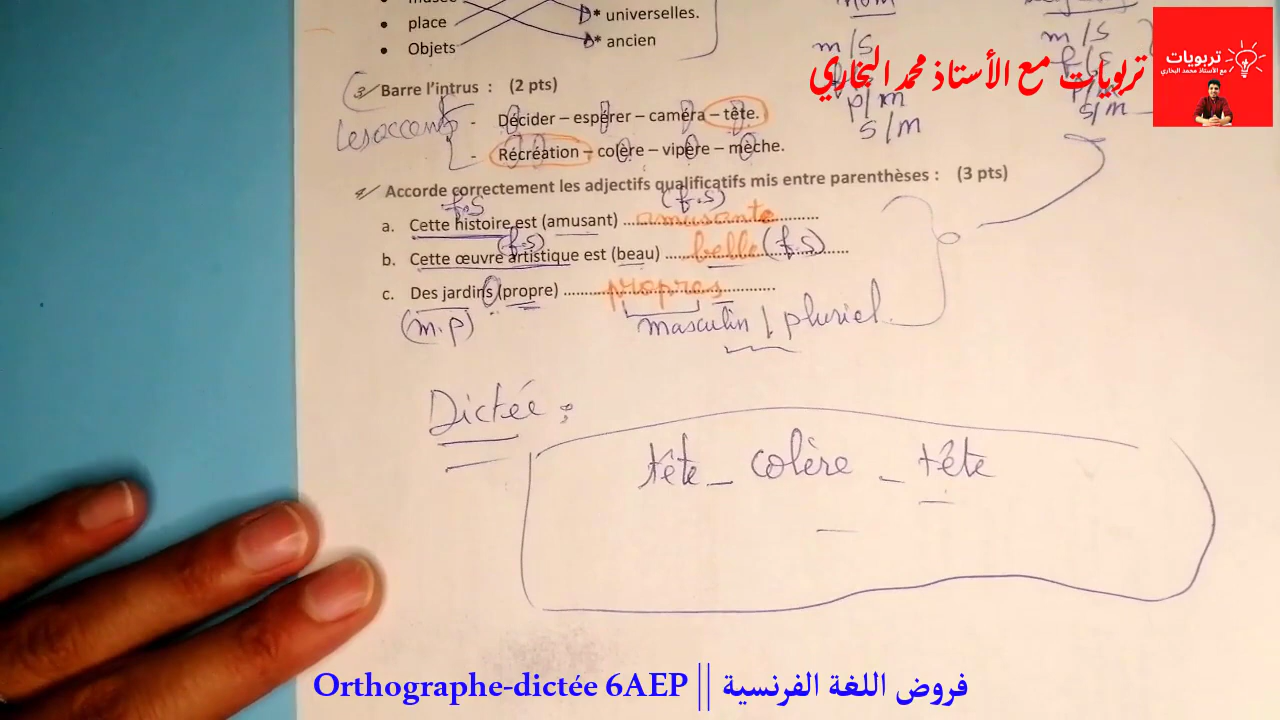 • place
• Objets
D* universelles.
D* ancien
m/S
p/m
s/m
m/S
s/m
تربويات مع الأستاذ محمد البخاري
تربويات
مع الأستاذ محمد البخاري
3/ Barre l'intrus : (2 pts)
Les accents
- Décider – espérer – caméra – tête.
- Récréation – colère – vipère – mèche.
4/ Accorde correctement les adjectifs qualificatifs mis entre parenthèses : (3 pts)
f.S (f.S)
a. Cette histoire est (amusant) amusante
(f.S)
b. Cette œuvre artistique est (beau) belle (f.S)
c. Des jardins (propre) propres
(m.p) masculin / pluriel
Dictée :
tête _ colère _ tête
Orthographe-dictée 6AEP || فروض اللغة الفرنسية